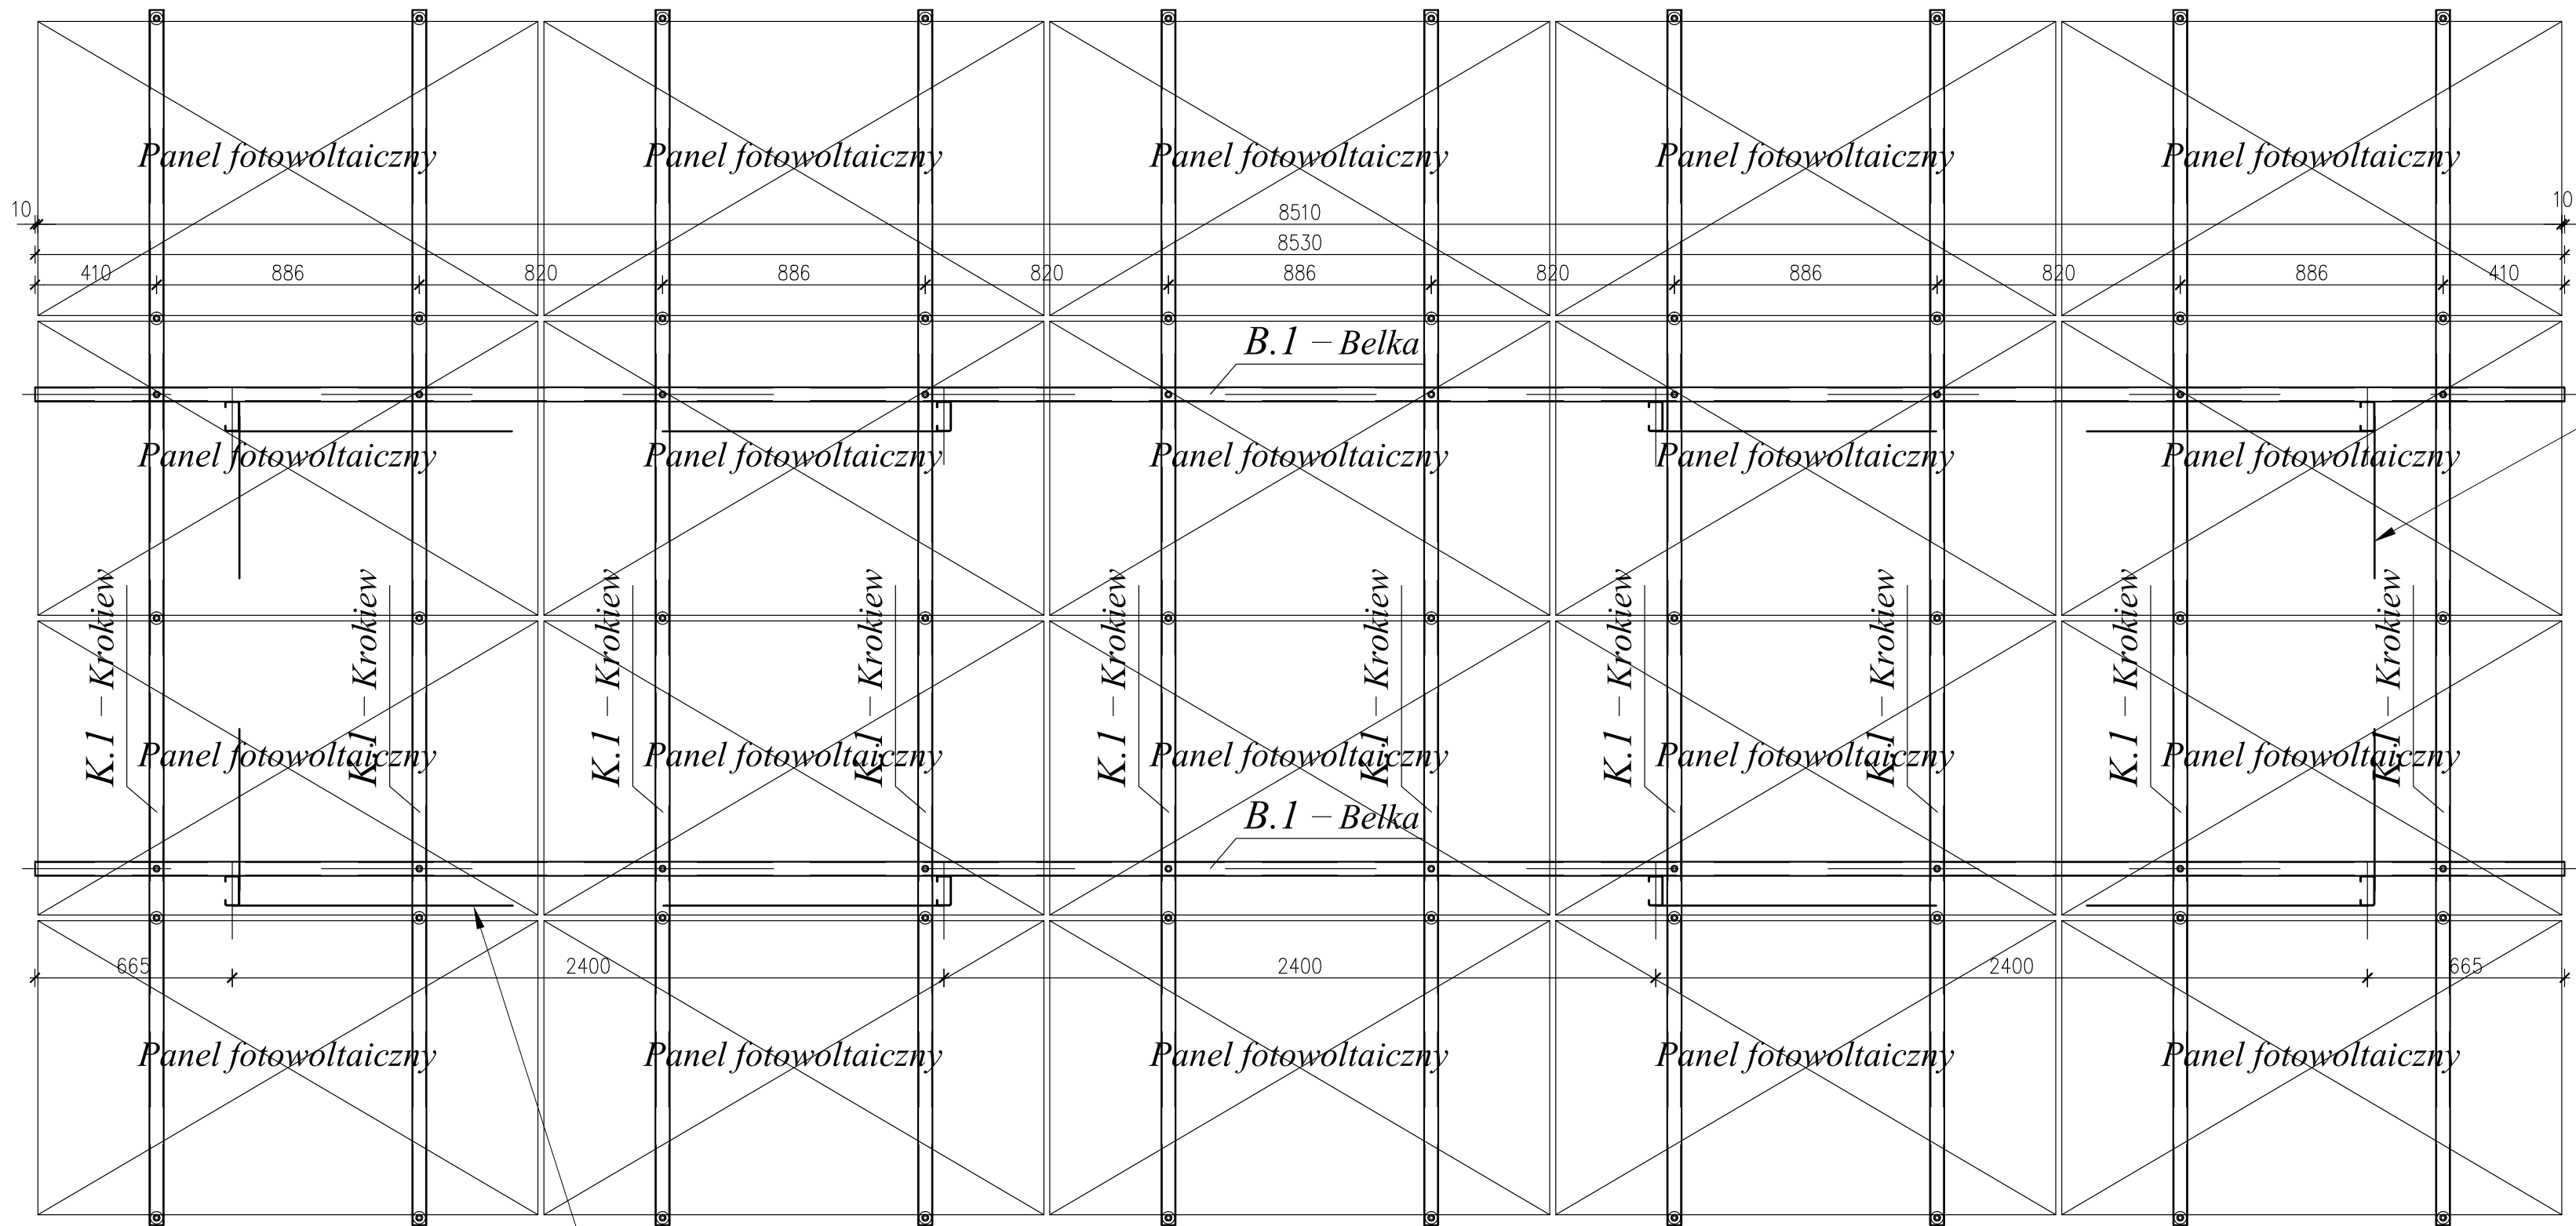 Panel fotowoltaiczny Panel fotowoltaiczny Panel fotowoltaiczny Panel fotowoltaiczny Panel fotowoltaiczny
10 8510 10
8530
410 886 820 886 820 886 820 886 820 886 410
B.1 – Belka
Panel fotowoltaiczny Panel fotowoltaiczny Panel fotowoltaiczny Panel fotowoltaiczny Panel fotowoltaiczny
K.1 – Krokiew K.1 – Krokiew K.1 – Krokiew K.1 – Krokiew K.1 – Krokiew K.1 – Krokiew K.1 – Krokiew K.1 – Krokiew K.1 – Krokiew K.1 – Krokiew
Panel fotowoltaiczny Panel fotowoltaiczny Panel fotowoltaiczny Panel fotowoltaiczny Panel fotowoltaiczny
B.1 – Belka
665 2400 2400 2400 665
Panel fotowoltaiczny Panel fotowoltaiczny Panel fotowoltaiczny Panel fotowoltaiczny Panel fotowoltaiczny